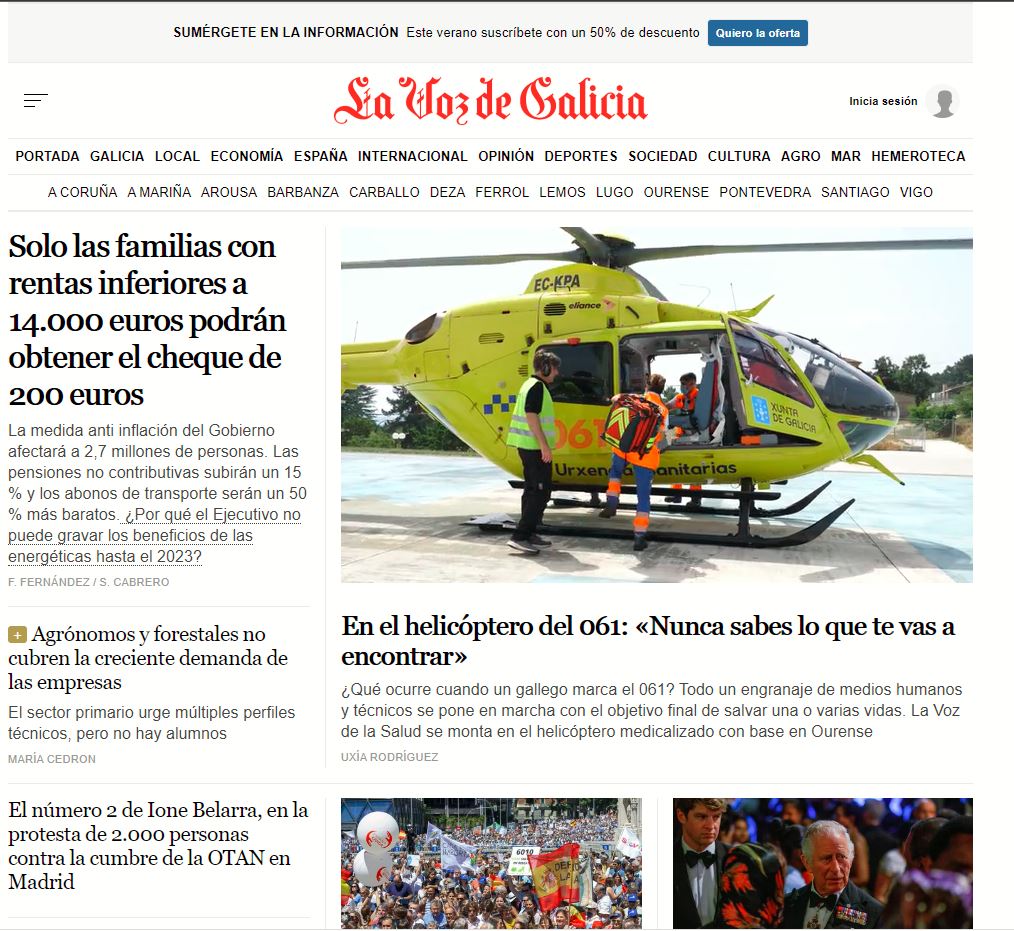 SUMÉRGETE EN LA INFORMACIÓN Este verano suscríbete con un 50% de descuento Quiero la oferta
La Voz de Galicia
Inicia sesión
PORTADA GALICIA LOCAL ECONOMÍA ESPAÑA INTERNACIONAL OPINIÓN DEPORTES SOCIEDAD CULTURA AGRO MAR HEMEROTECA
A CORUÑA A MARIÑA AROUSA BARBANZA CARBALLO DEZA FERROL LEMOS LUGO OURENSE PONTEVEDRA SANTIAGO VIGO
Solo las familias con
rentas inferiores a
14.000 euros podrán
obtener el cheque de
200 euros
La medida anti inflación del Gobierno
afectará a 2,7 millones de personas. Las
pensiones no contributivas subirán un 15
% y los abonos de transporte serán un 50
% más baratos. ¿Por qué el Ejecutivo no
puede gravar los beneficios de las
energéticas hasta el 2023?
F. FERNÁNDEZ / S. CABRERO
+ Agrónomos y forestales no
cubren la creciente demanda de
las empresas
El sector primario urge múltiples perfiles
técnicos, pero no hay alumnos
MARÍA CEDRON
El número 2 de Ione Belarra, en la
protesta de 2.000 personas
contra la cumbre de la OTAN en
Madrid
EC-KPA
eliance
XUNTA
DE GALICIA
061
En el helicóptero del 061: «Nunca sabes lo que te vas a
encontrar»
¿Qué ocurre cuando un gallego marca el 061? Todo un engranaje de medios humanos
y técnicos se pone en marcha con el objetivo final de salvar una o varias vidas. La Voz
de la Salud se monta en el helicóptero medicalizado con base en Ourense
UXÍA RODRÍGUEZ
6010